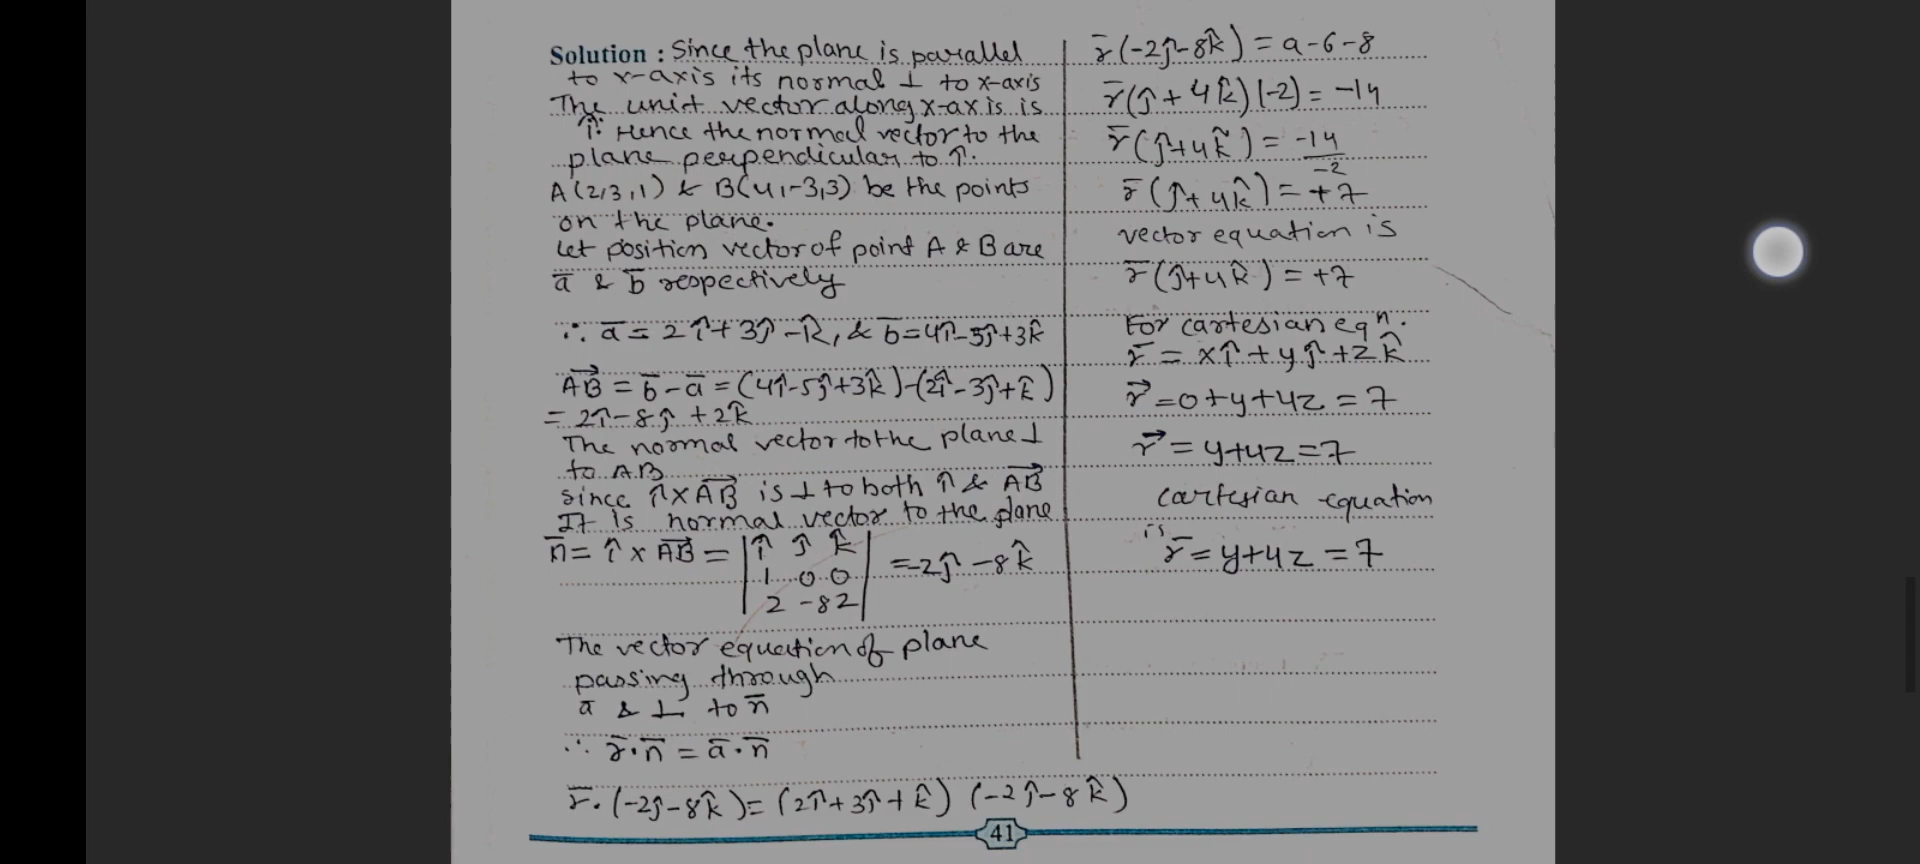 Solution : Since the plane is parallel
to x-axis its normal ⊥ to x-axis
The unit vector along x-axis is
î. Hence the normal vector to the
plane perpendicular to î.
A(2,3,1) & B(4,-3,3) be the points
on the plane.
Let position vector of point A & B are
a̅ & b̅ respectively
∴ a̅ = 2î+3ĵ-k̂, & b̅=4î-5ĵ+3k̂
AB⃗ = b̅-a̅ = (4î-5ĵ+3k̂)-(2î-3ĵ+k̂)
= 2î-8ĵ+2k̂
The normal vector to the plane ⊥
to AB
since î×AB⃗ is ⊥ to both î & AB⃗
It is normal vector to the plane
n̅ = î × AB⃗ = | î ĵ k̂ | = -2ĵ -8k̂
1 0 0
2 -8 2
The vector equation of plane
passing through
a̅ & ⊥ to n̅
∴ r̅.n̅ = a̅.n̅
r̅.(-2ĵ-8k̂)= (2î+3ĵ+k̂) (-2ĵ-8k̂)
r̅(-2ĵ-8k̂) = a-6-8
r̅(ĵ+4k̂)(-2) = -14
r̅(ĵ+4k̂) = -14
-2
r̅(ĵ+4k̂) = +7
vector equation is
r̅(ĵ+4k̂) = +7
For cartesian eqⁿ.
r̅ = xî+yĵ+zk̂
r⃗=0+y+4z=7
r⃗=y+4z=7
cartesian equation
is
r̅=y+4z=7
41